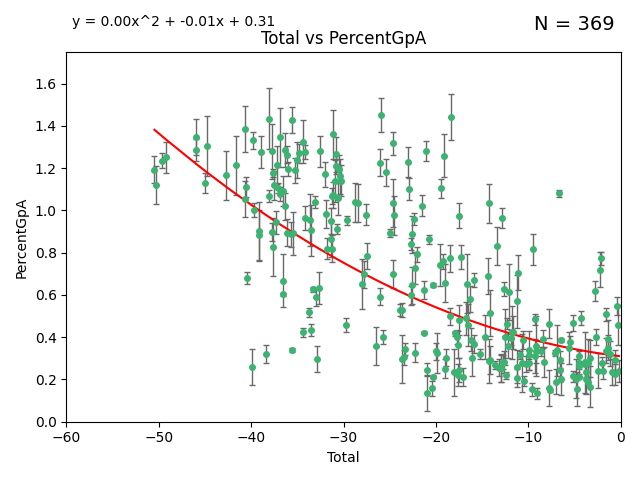 y = 0.00x^2 + -0.01x + 0.31
N = 369
Total vs PercentGpA
PercentGpA
1.6
1.4
1.2
1.0
0.8
0.6
0.4
0.2
0.0
−60 −50 −40 −30 −20 −10 0
Total